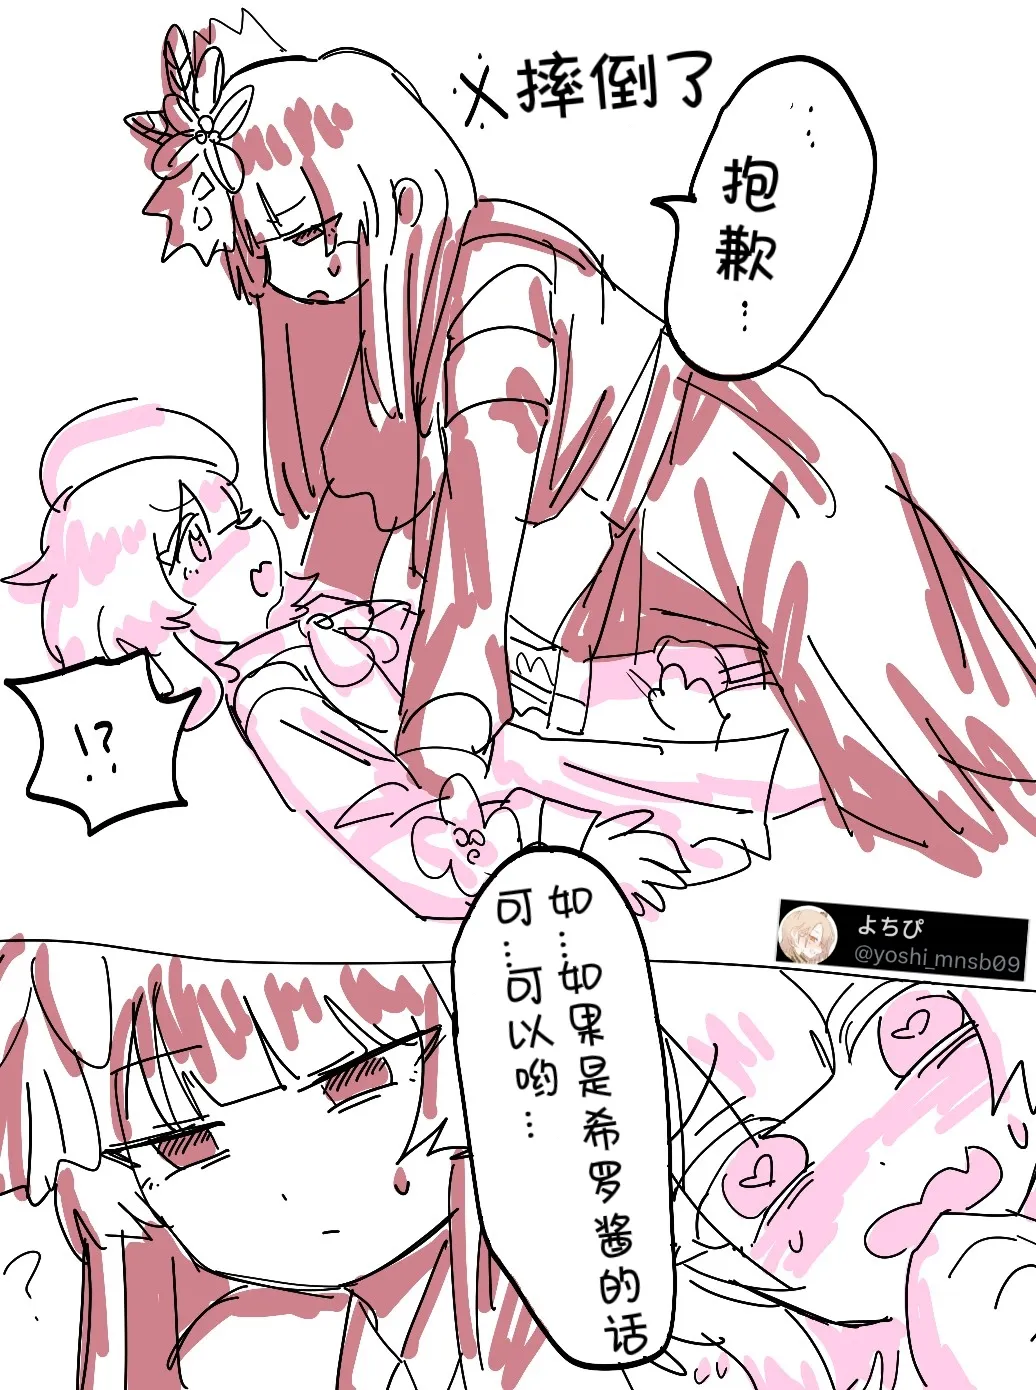 摔倒了
…抱歉…
!?
如…如果是希罗酱的话
可…可以哟…
よちぴ
@yoshi_mnsb09
?